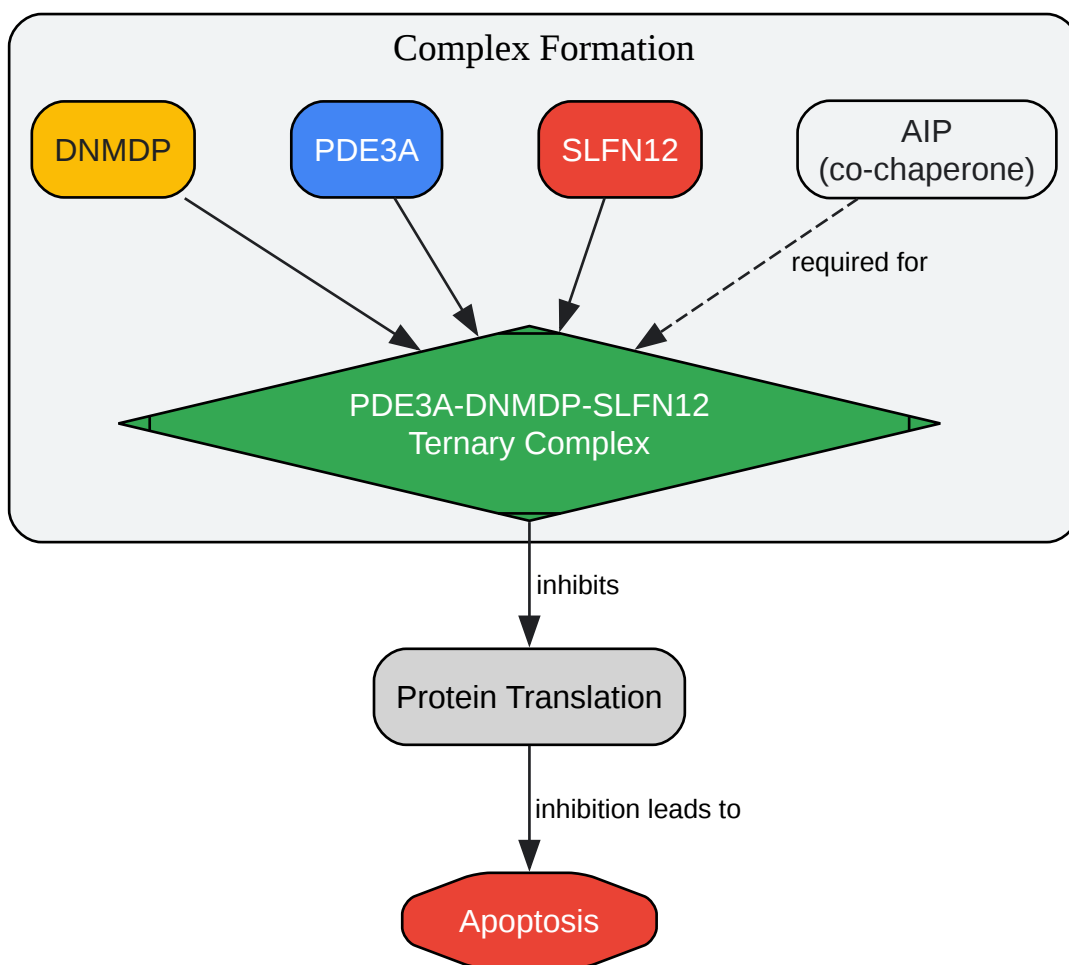 Complex Formation
DNMDP
PDE3A
SLFN12
AIP
(co-chaperone)
required for
PDE3A-DNMDP-SLFN12
Ternary Complex
inhibits
Protein Translation
inhibition leads to
Apoptosis